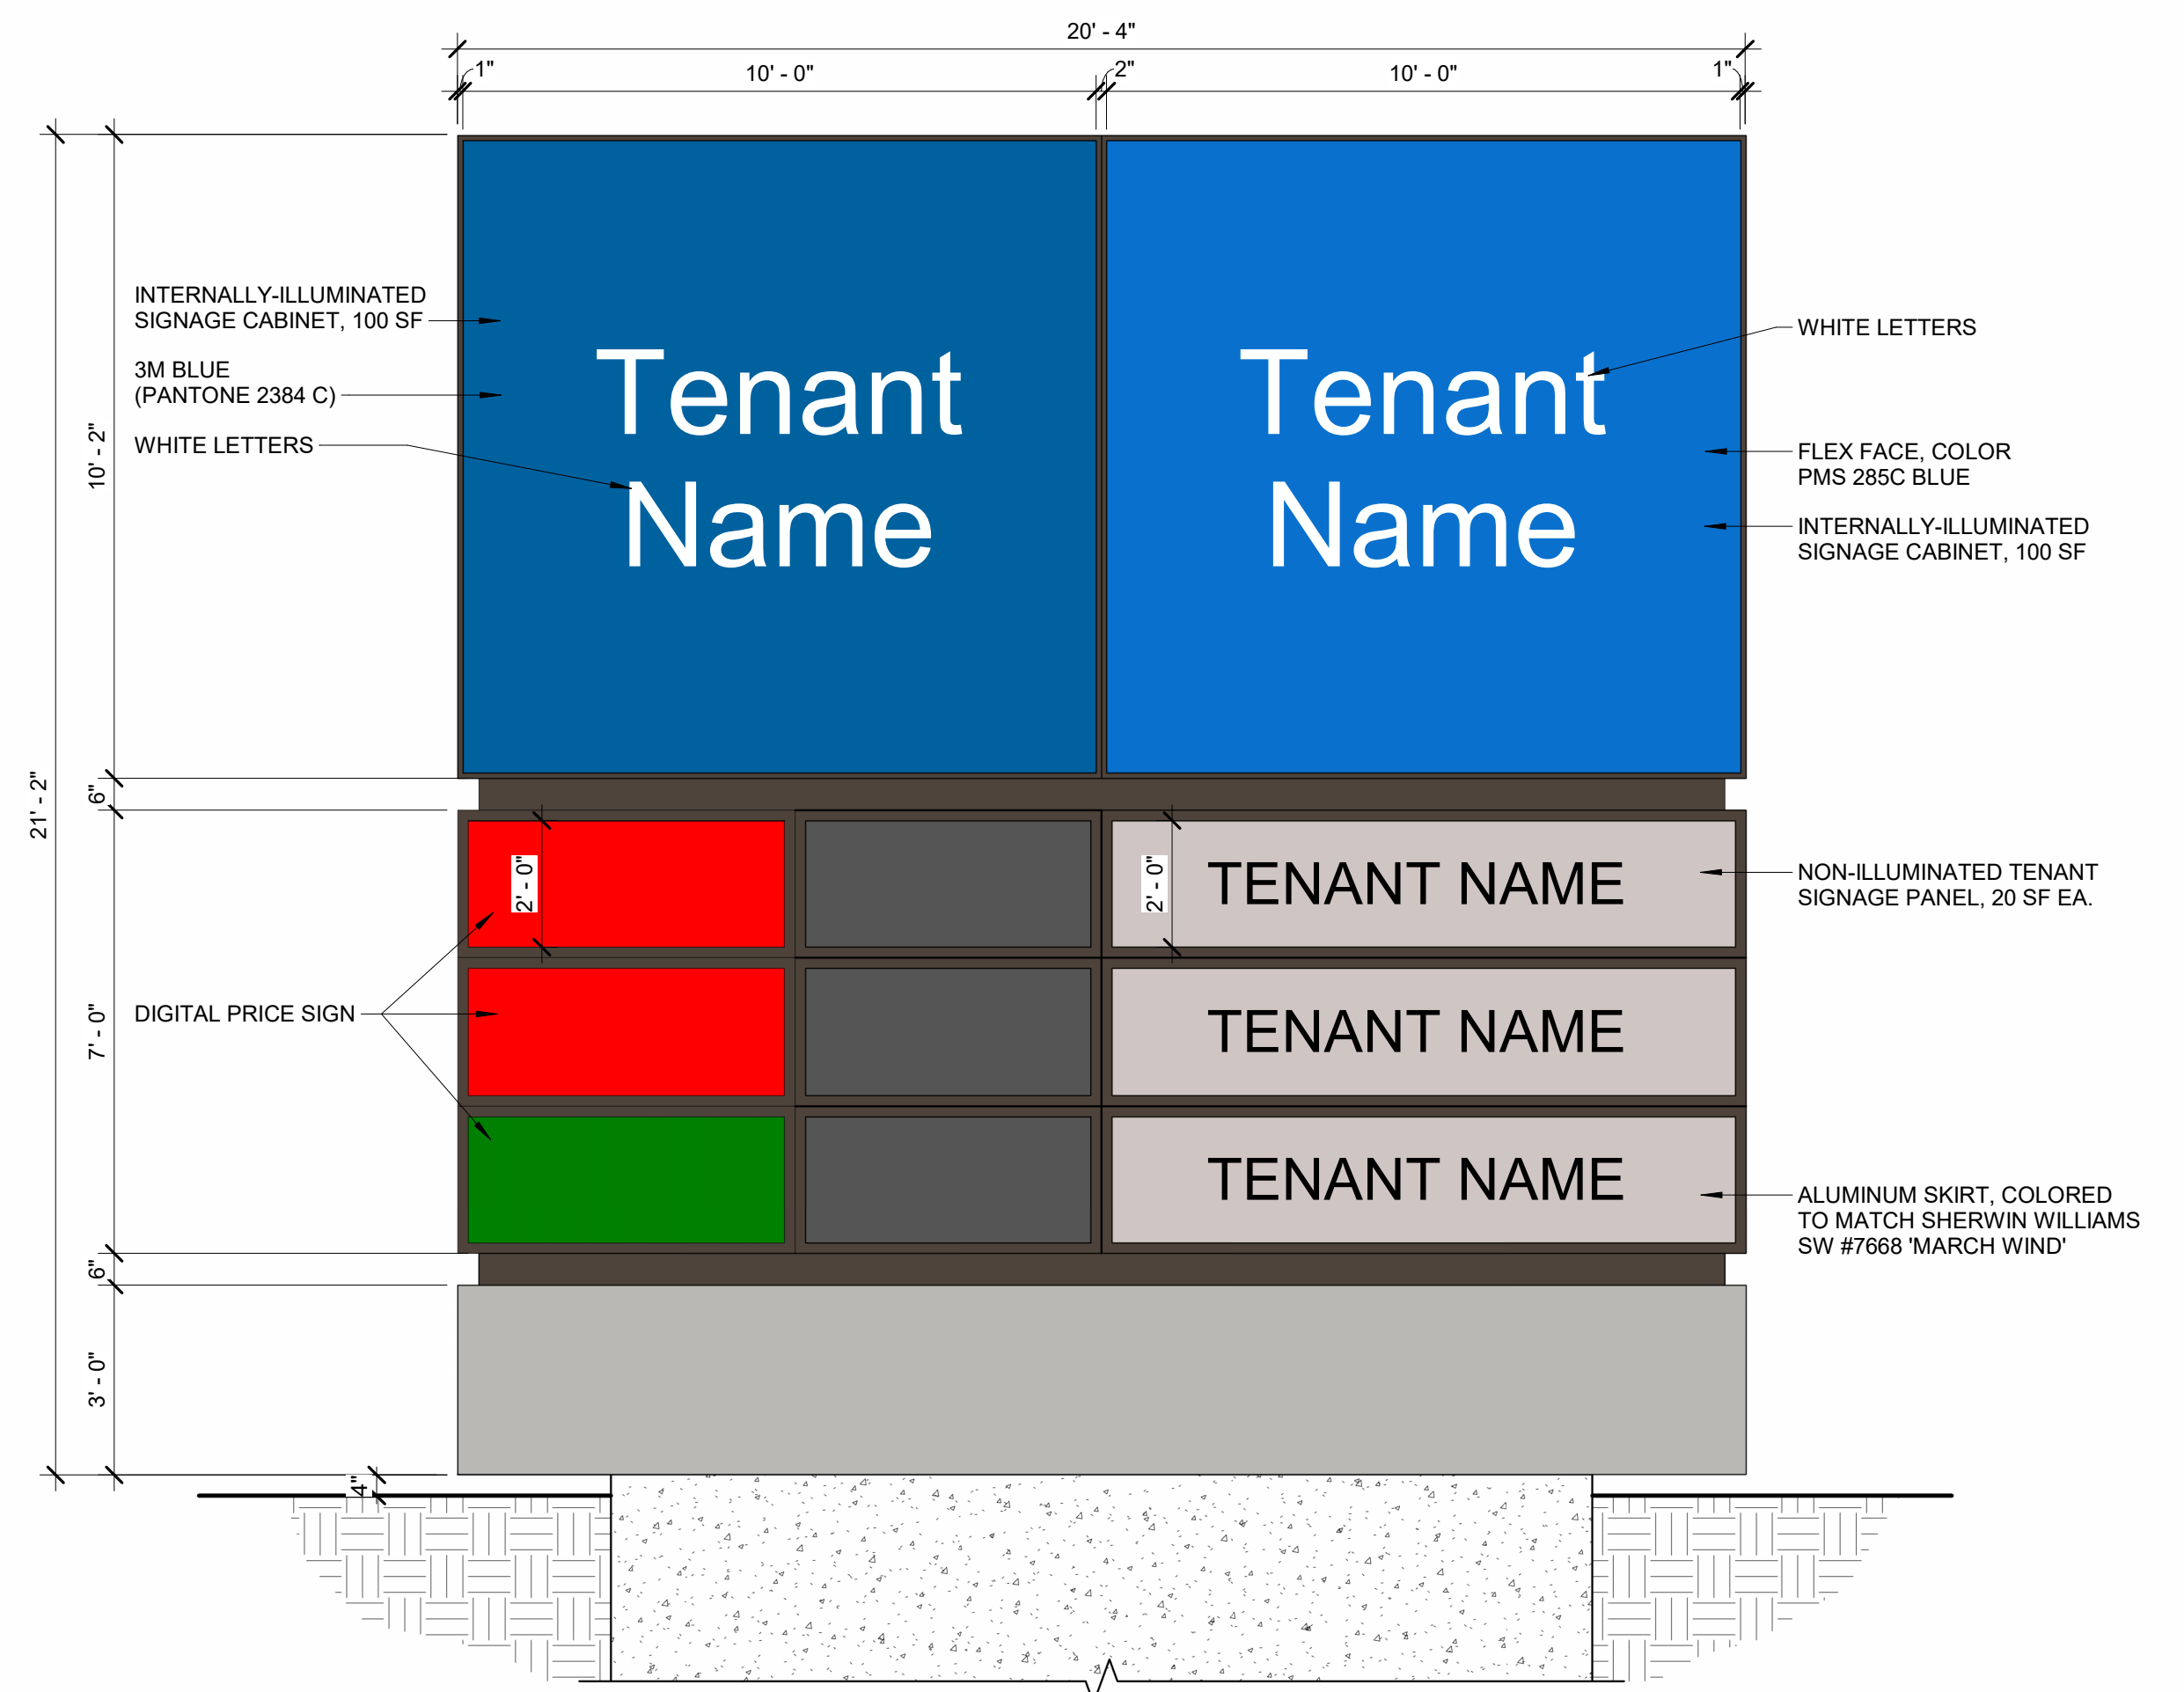 20' - 4"
1"
10' - 0"
2"
10' - 0"
1"
INTERNALLY-ILLUMINATED
SIGNAGE CABINET, 100 SF
3M BLUE
(PANTONE 2384 C)
WHITE LETTERS
Tenant
Name
Tenant
Name
WHITE LETTERS
FLEX FACE, COLOR
PMS 285C BLUE
INTERNALLY-ILLUMINATED
SIGNAGE CABINET, 100 SF
10' - 2"
21' - 2"
6"
2' - 0"
2' - 0"
TENANT NAME
NON-ILLUMINATED TENANT
SIGNAGE PANEL, 20 SF EA.
7' - 0"
DIGITAL PRICE SIGN
TENANT NAME
TENANT NAME
ALUMINUM SKIRT, COLORED
TO MATCH SHERWIN WILLIAMS
SW #7668 'MARCH WIND'
6"
3' - 0"
4"